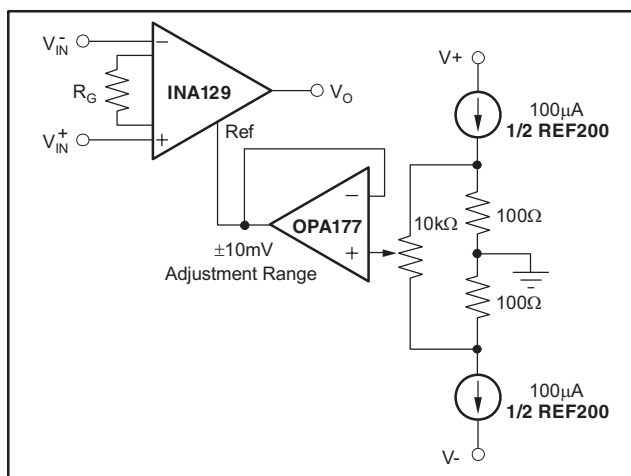 V-IN
RG
V+IN
INA129
VO
Ref
OPA177
±10mV
Adjustment Range
10kΩ
V+
100μA
1/2 REF200
100Ω
100Ω
100μA
1/2 REF200
V-